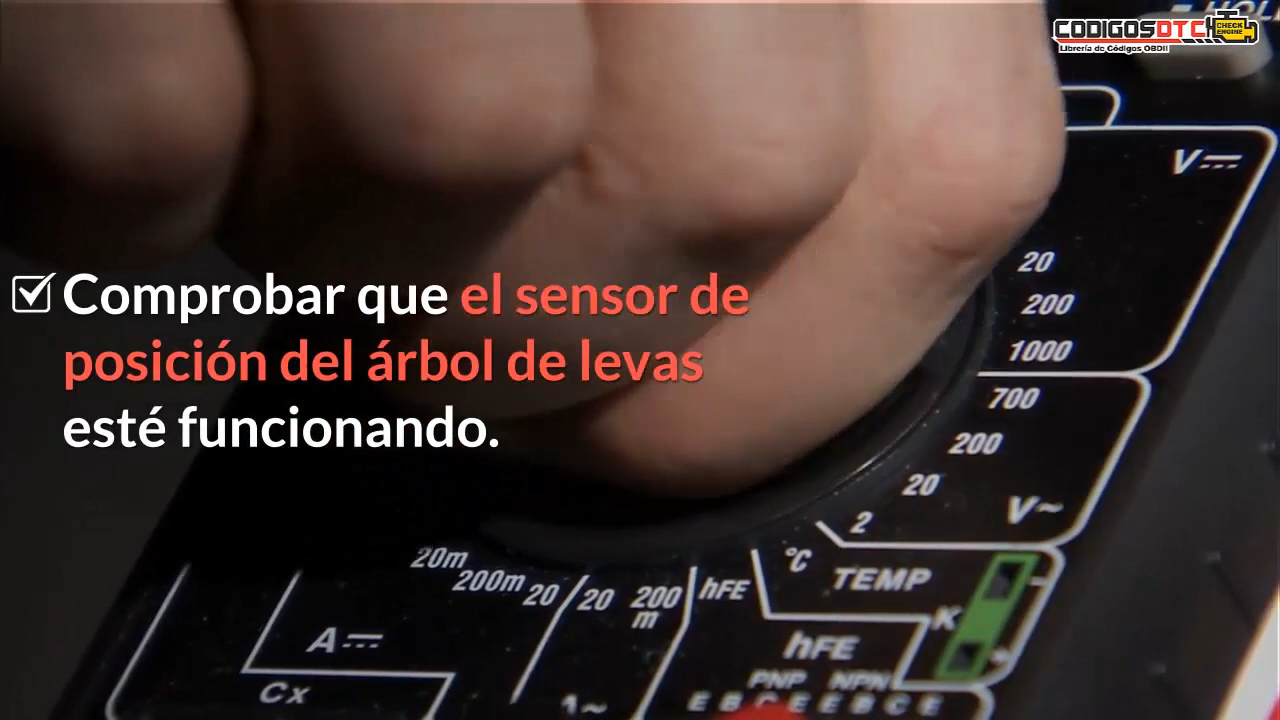 HOLD
CODIGOSDTC
CHECK
ENGINE
Librería de Códigos OBDII
V
20
200
1000
Comprobar que el sensor de
posición del árbol de levas
esté funcionando.
700
200
20
V~
2
20m
200m
20
20
200
m
hFE
°C
TEMP
K
A
hFE
Cx
PNP NPN
E B C E E B C E